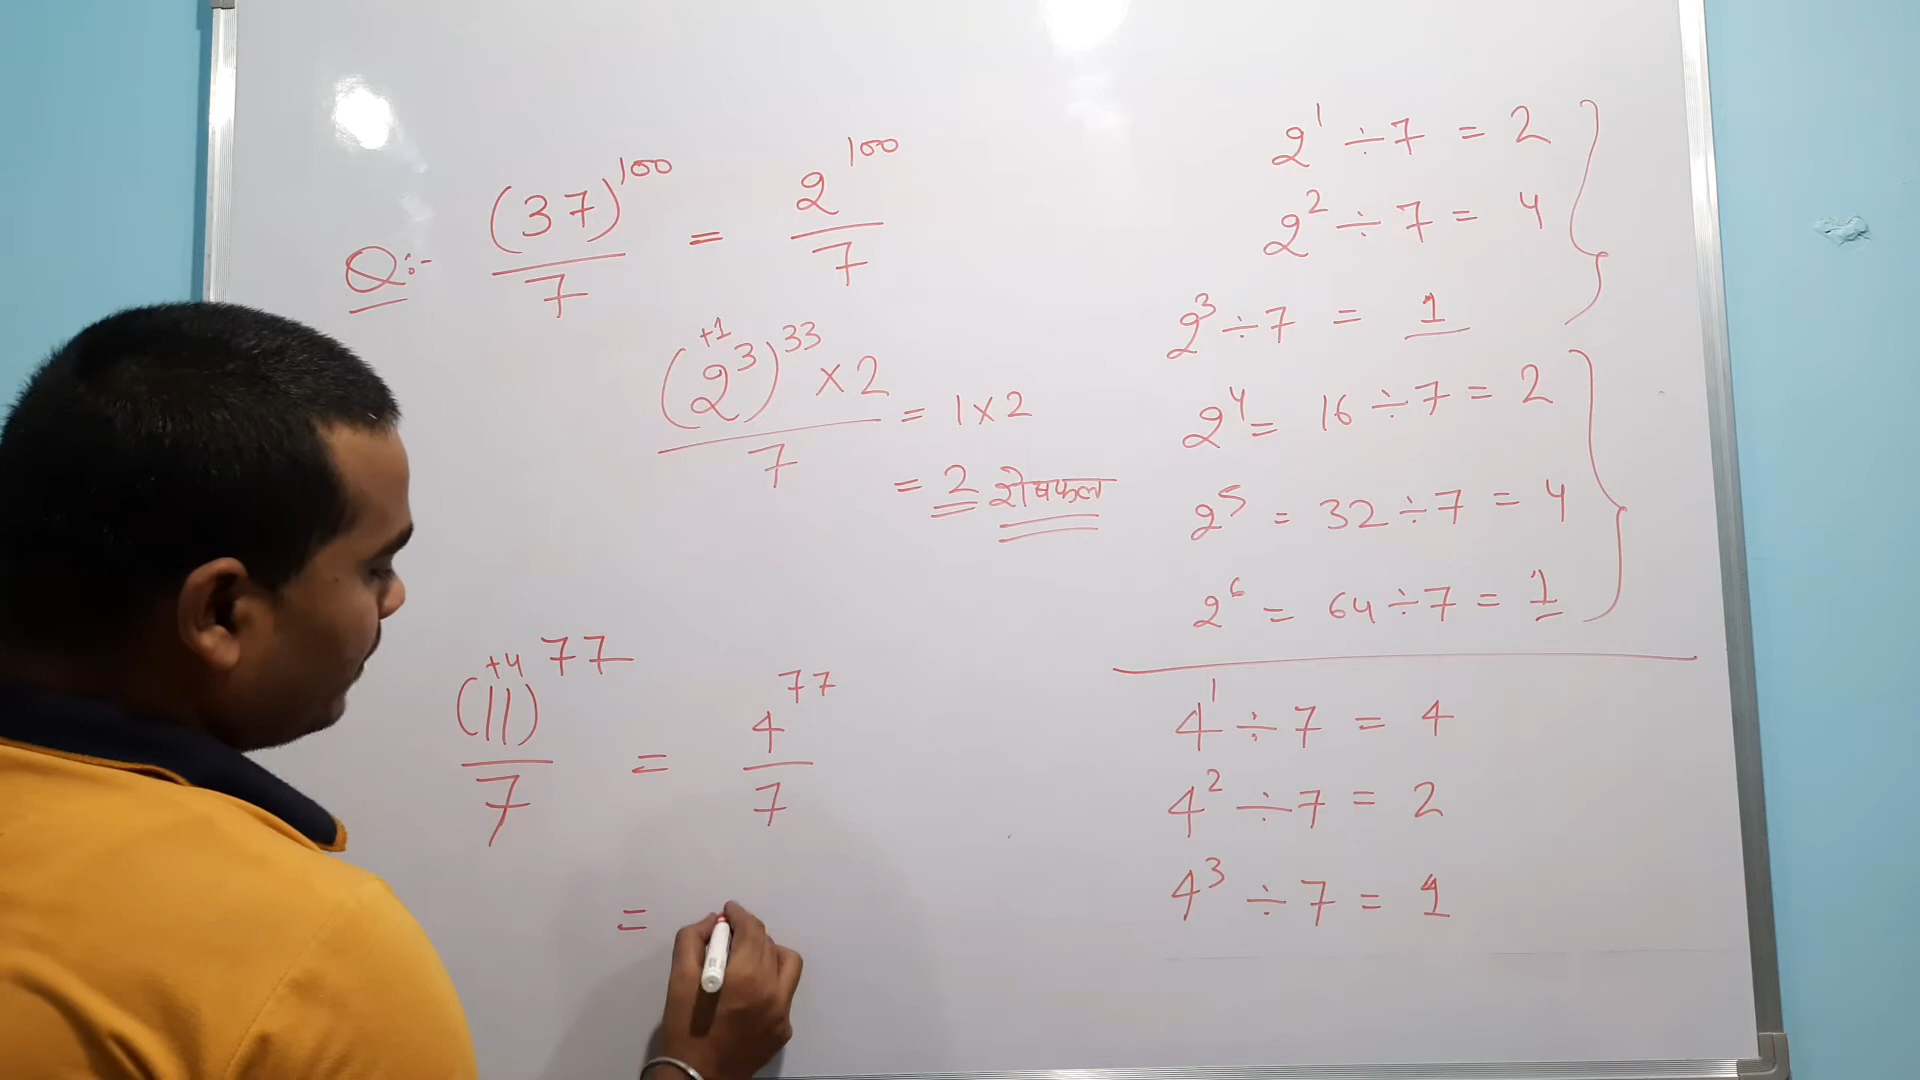 Q:- (37)^100 / 7 = 2^100 / 7
+1
(2^3)^33 × 2 / 7 = 1 × 2
= 2 शेषफल
+4
(11)^77 / 7 = 4^77 / 7
=
2^1 ÷ 7 = 2
2^2 ÷ 7 = 4
2^3 ÷ 7 = 1
2^4 = 16 ÷ 7 = 2
2^5 = 32 ÷ 7 = 4
2^6 = 64 ÷ 7 = 1
4^1 ÷ 7 = 4
4^2 ÷ 7 = 2
4^3 ÷ 7 = 1